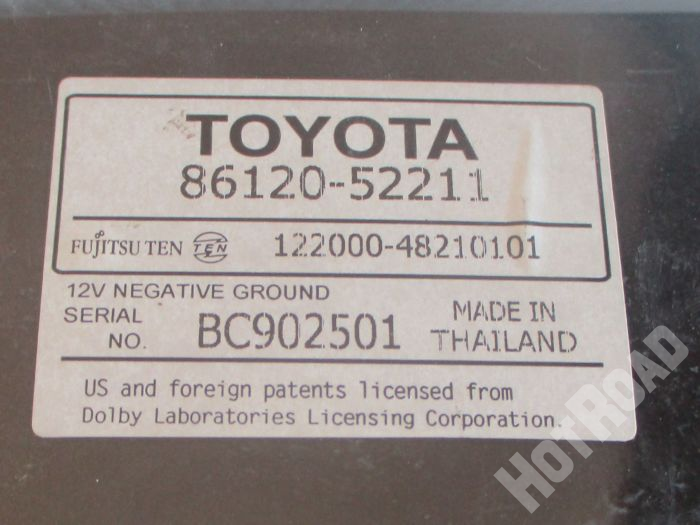 TOYOTA
86120-52211
FUJITSU TEN TEN 122000-48210101
12V NEGATIVE GROUND
SERIAL NO. BC902501
MADE IN THAILAND
US and foreign patents licensed from
Dolby Laboratories Licensing Corporation.
HOTROAD